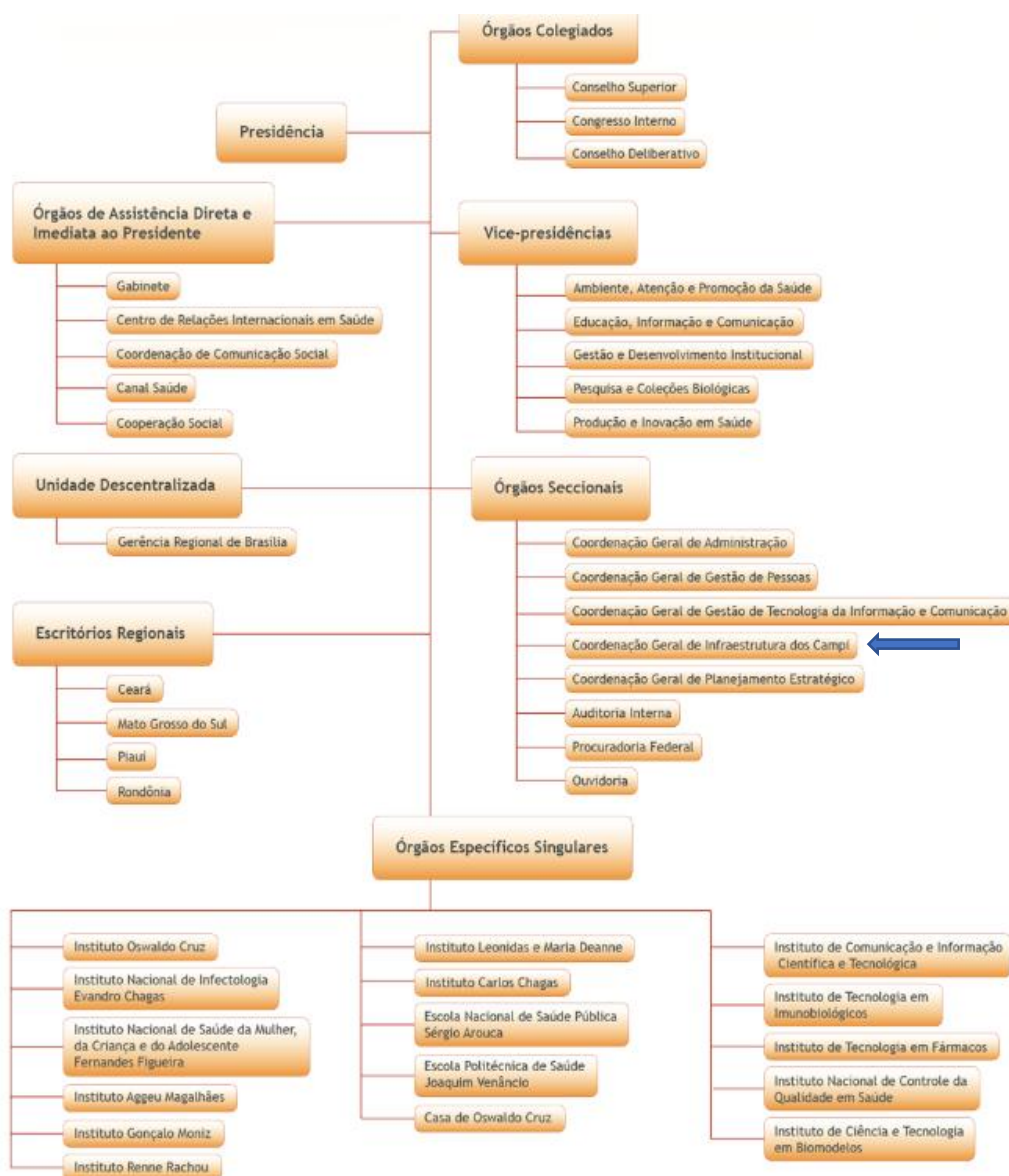 Órgãos Colegiados
Conselho Superior
Congresso Interno
Conselho Deliberativo
Presidência
Órgãos de Assistência Direta e
Imediata ao Presidente
Gabinete
Centro de Relações Internacionais em Saúde
Coordenação de Comunicação Social
Canal Saúde
Cooperação Social
Vice-presidências
Ambiente, Atenção e Promoção da Saúde
Educação, Informação e Comunicação
Gestão e Desenvolvimento Institucional
Pesquisa e Coleções Biológicas
Produção e Inovação em Saúde
Unidade Descentralizada
Gerência Regional de Brasília
Órgãos Seccionais
Coordenação Geral de Administração
Coordenação Geral de Gestão de Pessoas
Coordenação Geral de Gestão de Tecnologia da Informação e Comunicação
Coordenação Geral de Infraestrutura dos Campi
Coordenação Geral de Planejamento Estratégico
Auditoria Interna
Procuradoria Federal
Ouvidoria
Escritórios Regionais
Ceará
Mato Grosso do Sul
Piauí
Rondônia
Órgãos Específicos Singulares
Instituto Oswaldo Cruz
Instituto Nacional de Infectologia
Evandro Chagas
Instituto Nacional de Saúde da Mulher,
da Criança e do Adolescente
Fernandes Figueira
Instituto Aggeu Magalhães
Instituto Gonçalo Moniz
Instituto Renne Rachou
Instituto Leonidas e Maria Deanne
Instituto Carlos Chagas
Escola Nacional de Saúde Pública
Sérgio Arouca
Escola Politécnica de Saúde
Joaquim Venâncio
Casa de Oswaldo Cruz
Instituto de Comunicação e Informação
Científica e Tecnológica
Instituto de Tecnologia em
Imunobiológicos
Instituto de Tecnologia em Fármacos
Instituto Nacional de Controle da
Qualidade em Saúde
Instituto de Ciência e Tecnologia
em Biomodelos